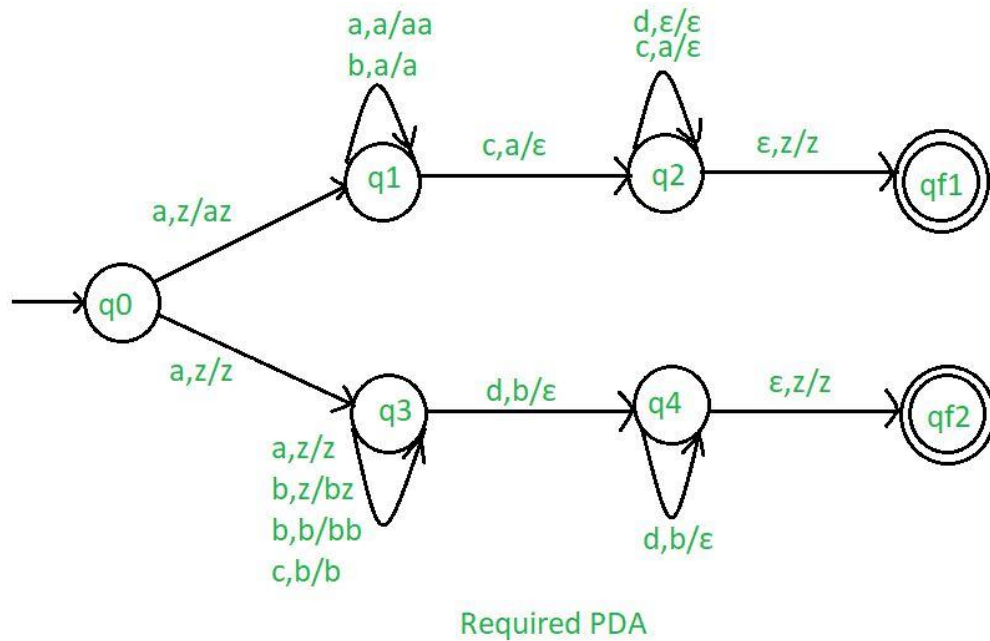 a,a/aa
b,a/a
d,ε/ε
c,a/ε
q1
c,a/ε
q2
ε,z/z
qf1
a,z/az
q0
a,z/z
q3
d,b/ε
q4
ε,z/z
qf2
a,z/z
b,z/bz
b,b/bb
c,b/b
d,b/ε
Required PDA